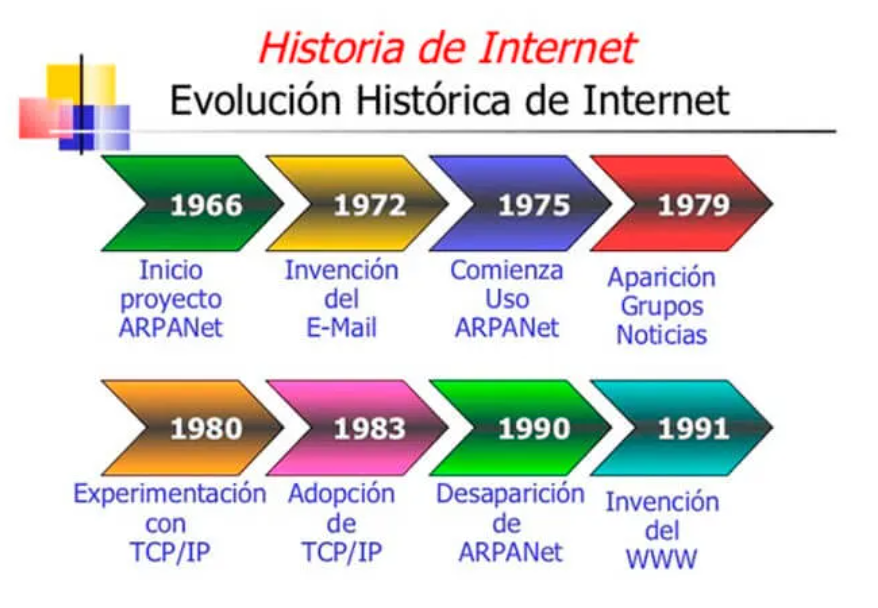 Historia de Internet
Evolución Histórica de Internet
1966
1972
1975
1979
Inicio
proyecto
ARPANet
Invención
del
E-Mail
Comienza
Uso
ARPANet
Aparición
Grupos
Noticias
1980
1983
1990
1991
Experimentación
con
TCP/IP
Adopción
de
TCP/IP
Desaparición
de
ARPANet
Invención
del
WWW